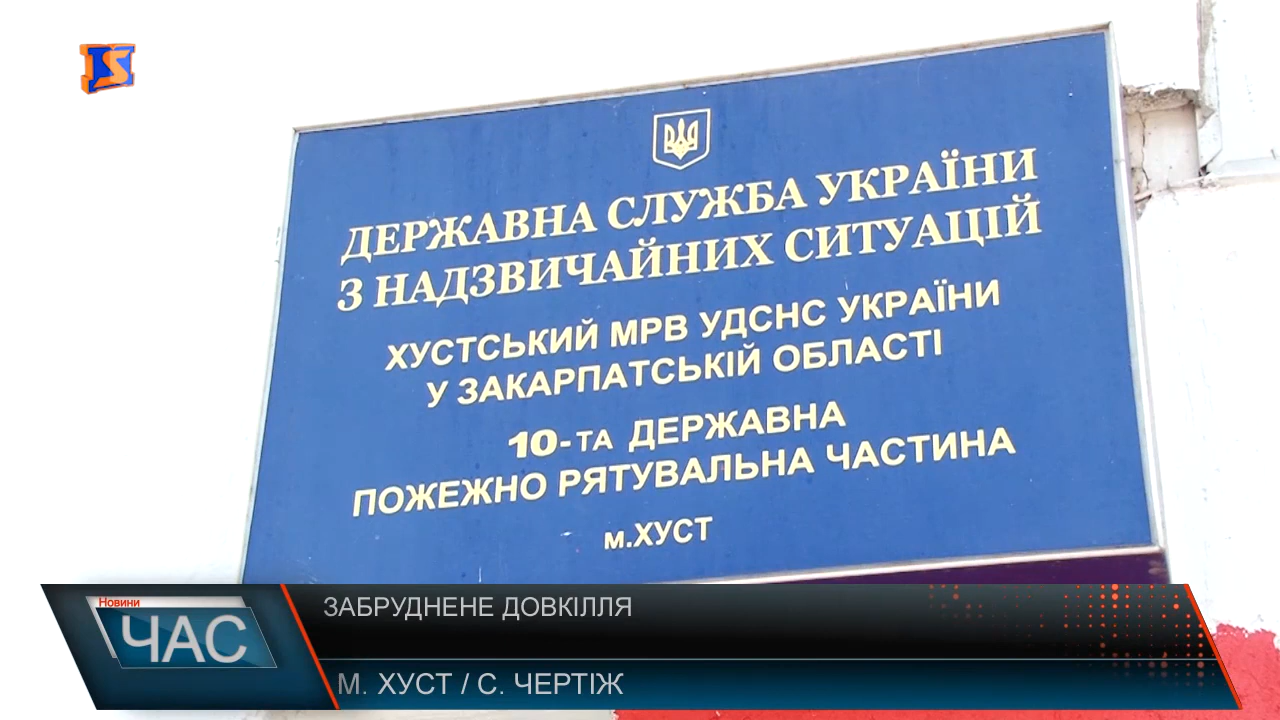 ДЕРЖАВНА СЛУЖБА УКРАЇНИ
З НАДЗВИЧАЙНИХ СИТУАЦІЙ
ХУСТСЬКИЙ МРВ УДСНС УКРАЇНИ
У ЗАКАРПАТСЬКІЙ ОБЛАСТІ
10-ТА ДЕРЖАВНА
ПОЖЕЖНО РЯТУВАЛЬНА ЧАСТИНА
м.ХУСТ
Новини
ЧАС
ЗАБРУДНЕНЕ ДОВКІЛЛЯ
М. ХУСТ / С. ЧЕРТІЖ